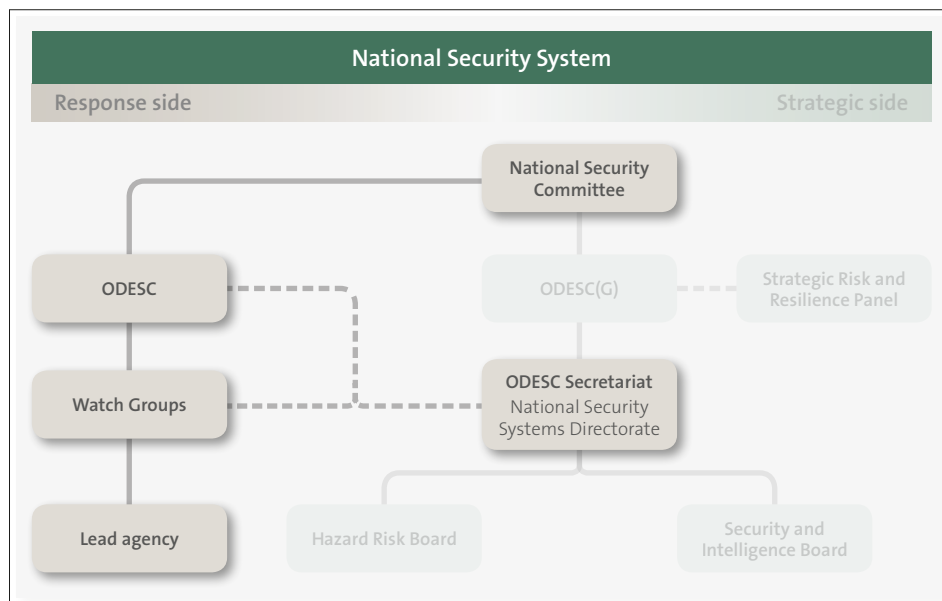 National Security System
Response side
Strategic side
National Security
Committee
ODESC
ODESC(G)
Strategic Risk and
Resilience Panel
Watch Groups
ODESC Secretariat
National Security
Systems Directorate
Lead agency
Hazard Risk Board
Security and
Intelligence Board